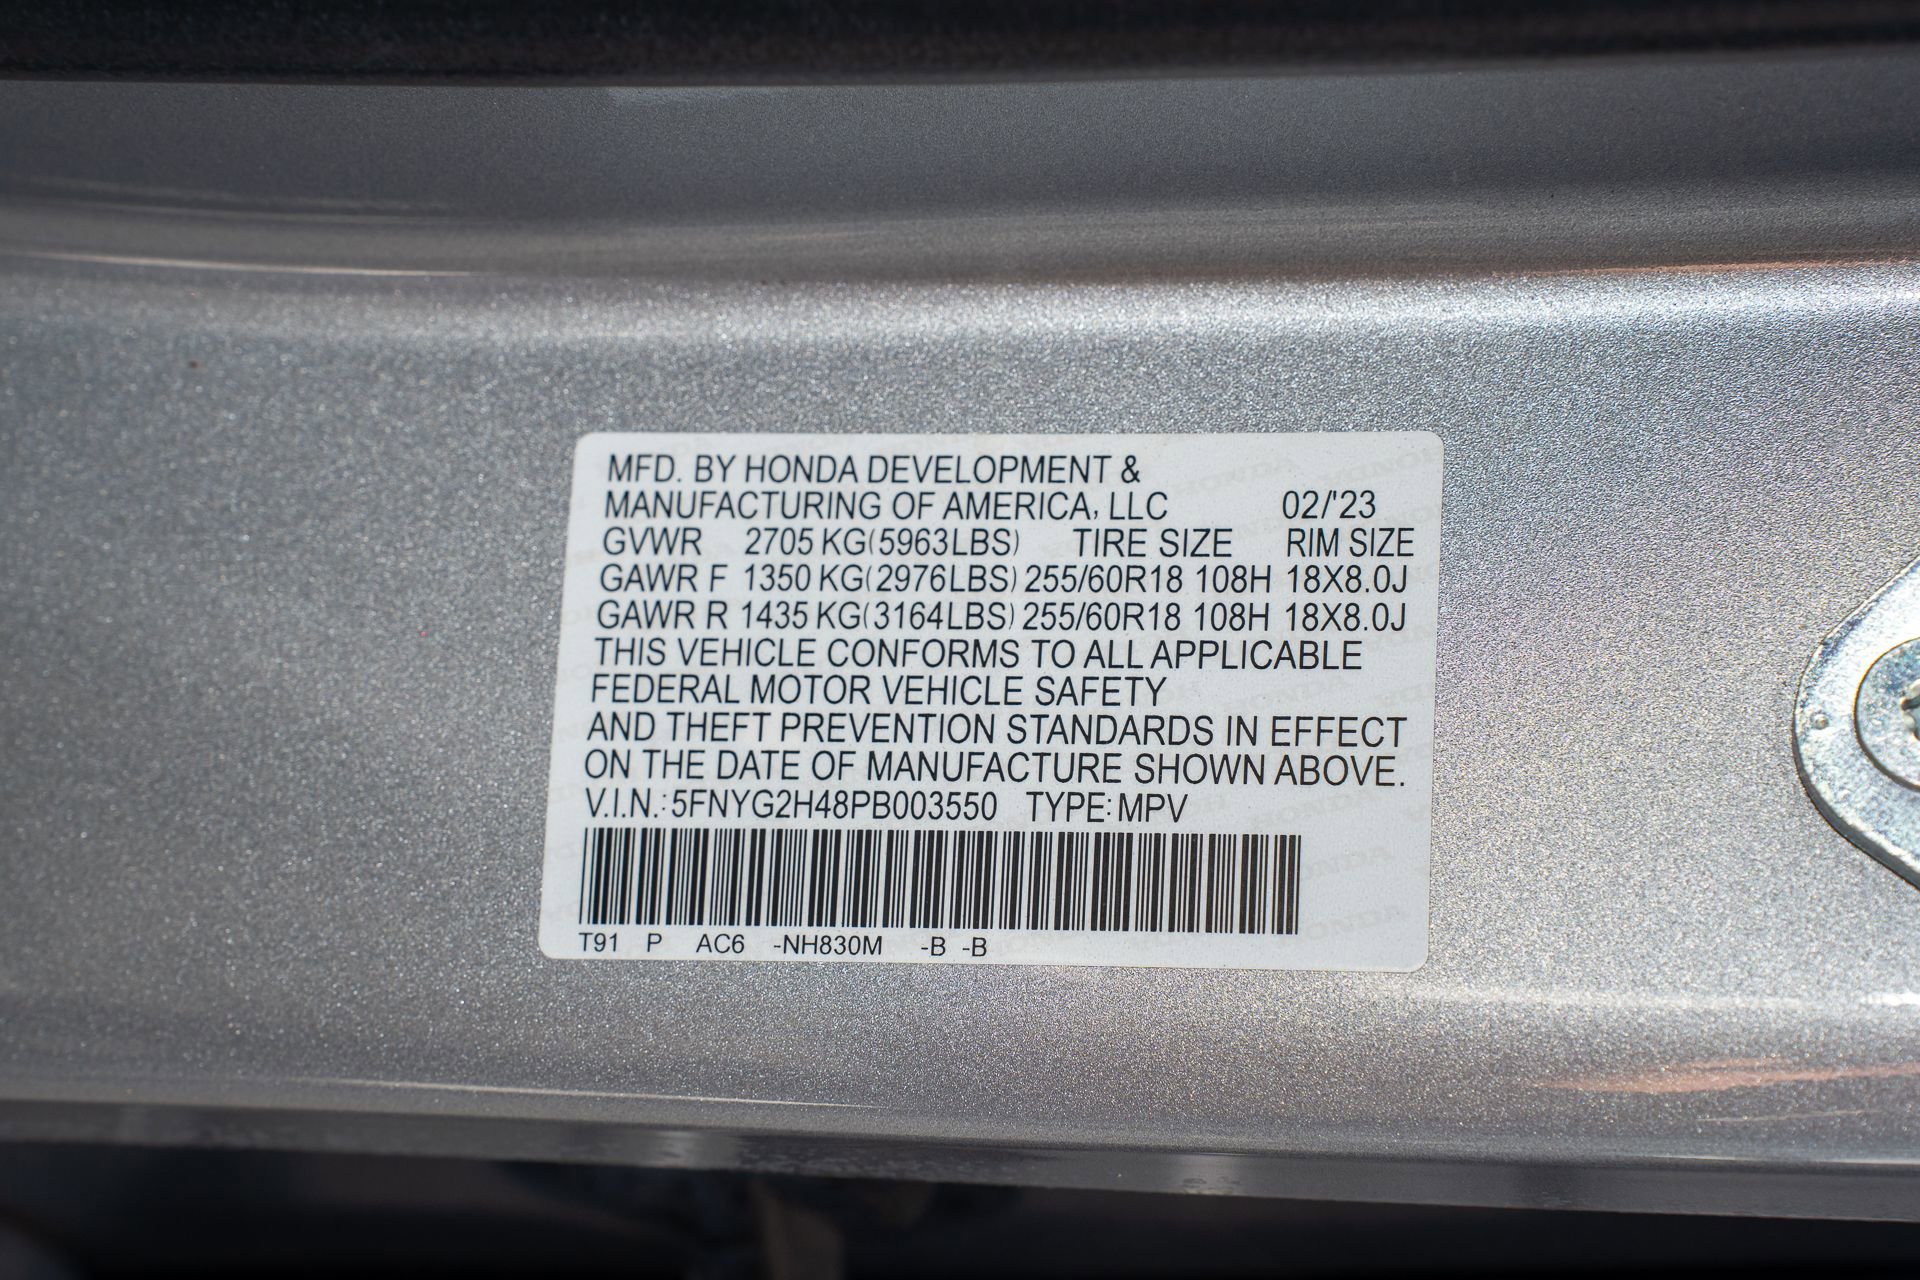 MFD. BY HONDA DEVELOPMENT &
MANUFACTURING OF AMERICA, LLC 02/'23
GVWR 2705 KG(5963LBS) TIRE SIZE RIM SIZE
GAWR F 1350 KG(2976LBS) 255/60R18 108H 18X8.0J
GAWR R 1435 KG(3164LBS) 255/60R18 108H 18X8.0J
THIS VEHICLE CONFORMS TO ALL APPLICABLE
FEDERAL MOTOR VEHICLE SAFETY
AND THEFT PREVENTION STANDARDS IN EFFECT
ON THE DATE OF MANUFACTURE SHOWN ABOVE.
V.I.N.: 5FNYG2H48PB003550 TYPE: MPV
T91 P AC6 -NH830M -B -B